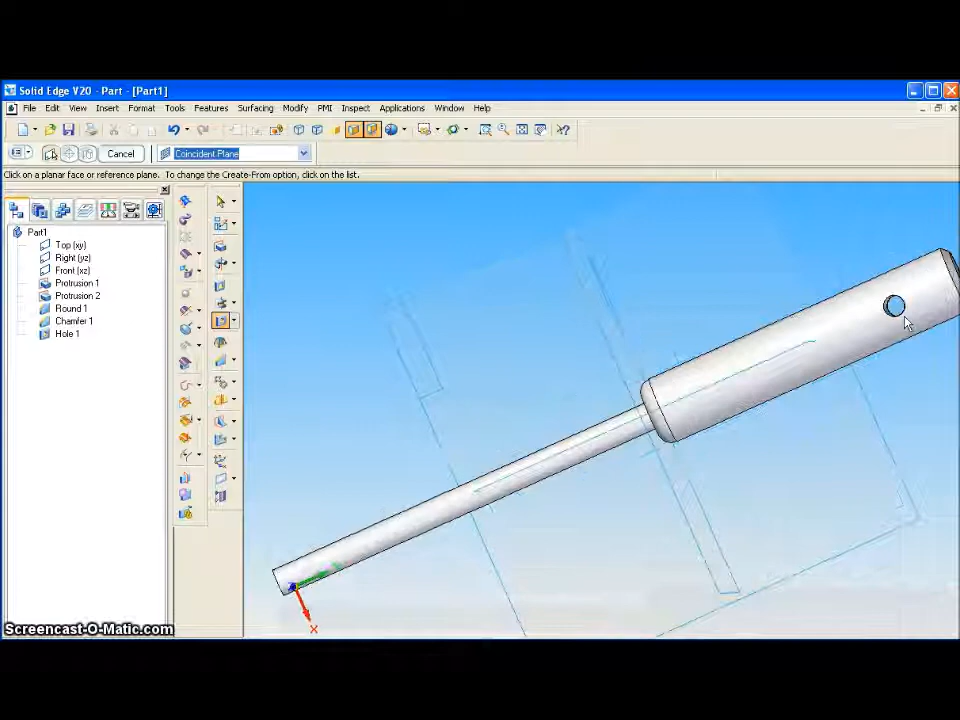 Solid Edge V20 - Part - [Part1]
File Edit View Insert Format Tools Features Surfacing Modify PMI Inspect Applications Window Help
Cancel Coincident Plane
Click on a planar face or reference plane. To change the Create-From option, click on the list.
Part1
Top (xy)
Right (yz)
Front (xz)
Protrusion 1
Protrusion 2
Round 1
Chamfer 1
Hole 1
X
Screencast-O-Matic.com